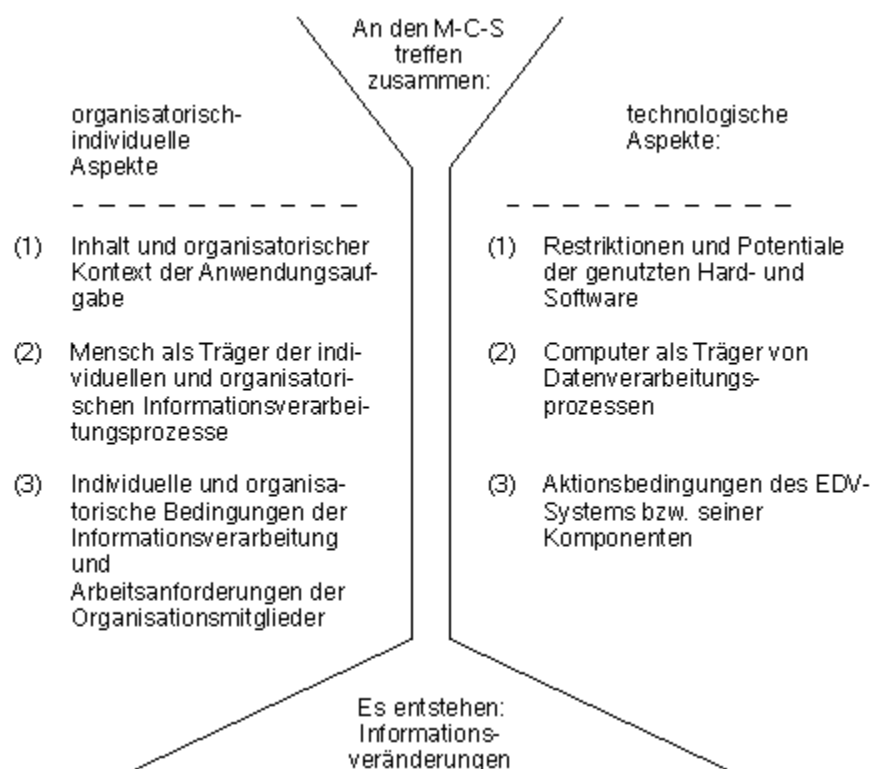 An den M-C-S
treffen
zusammen:
organisatorisch-
individuelle
Aspekte
technologische
Aspekte:
(1) Inhalt und organisatorischer
Kontext der Anwendungsauf-
gabe
(2) Mensch als Träger der indi-
viduellen und organisatori-
schen Informationsverarbei-
tungsprozesse
(3) Individuelle und organisa-
torische Bedingungen der
Informationsverarbeitung
und
Arbeitsanforderungen der
Organisationsmitglieder
(1) Restriktionen und Potentiale
der genutzten Hard- und
Software
(2) Computer als Träger von
Datenverarbeitungs-
prozessen
(3) Aktionsbedingungen des EDV-
Systems bzw. seiner
Komponenten
Es entstehen:
Informations-
veränderungen